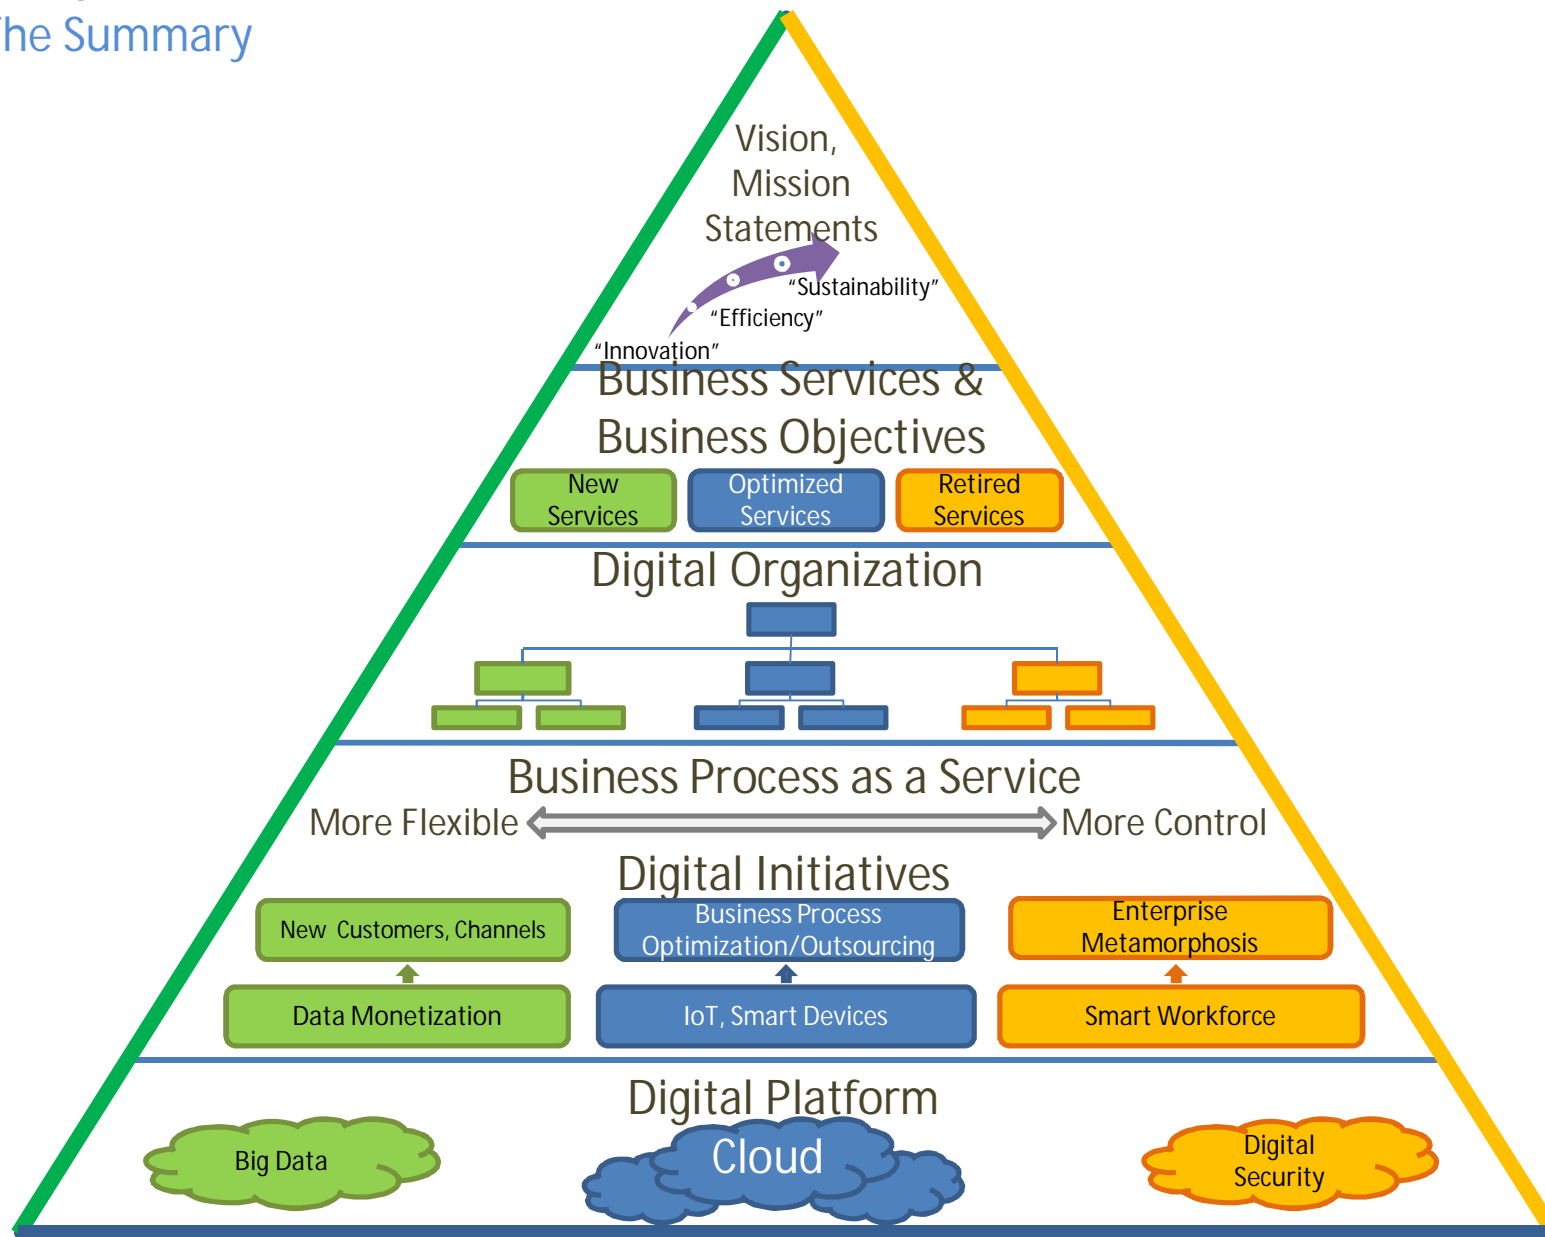 The Summary
Vision,
Mission
Statements
“Sustainability”
“Efficiency”
“Innovation”
Business Services &
Business Objectives
New
Services
Optimized
Services
Retired
Services
Digital Organization
Business Process as a Service
More Flexible
More Control
Digital Initiatives
New Customers, Channels
Business Process
Optimization/Outsourcing
Enterprise
Metamorphosis
Data Monetization
IoT, Smart Devices
Smart Workforce
Digital Platform
Big Data
Cloud
Digital
Security